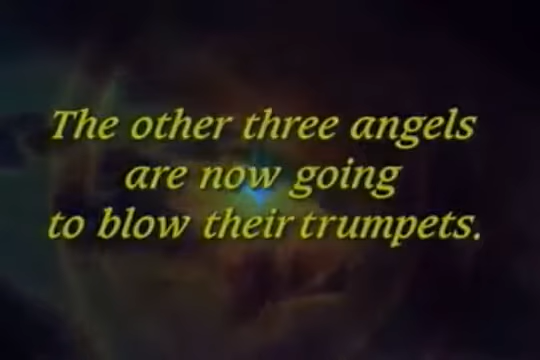 The other three angels
are now going
to blow their trumpets.